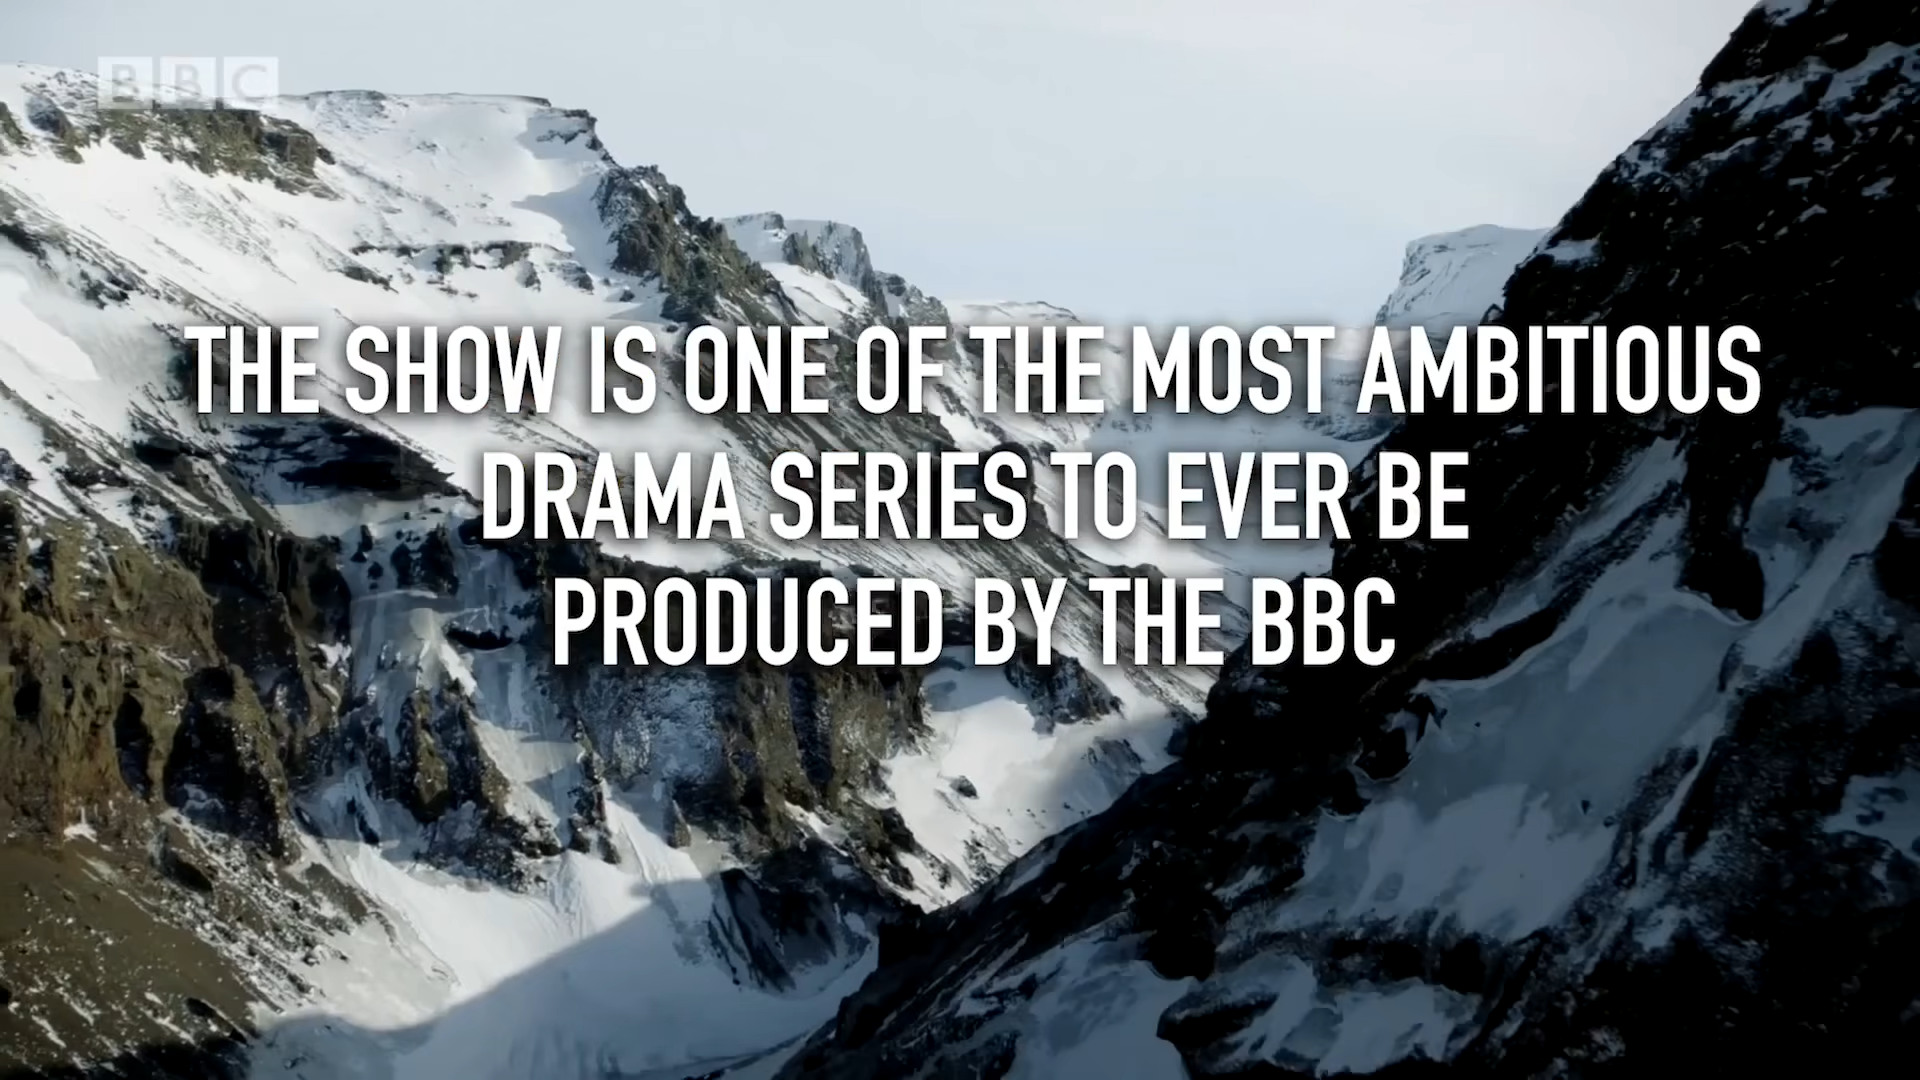 BBC
THE SHOW IS ONE OF THE MOST AMBITIOUS
DRAMA SERIES TO EVER BE
PRODUCED BY THE BBC